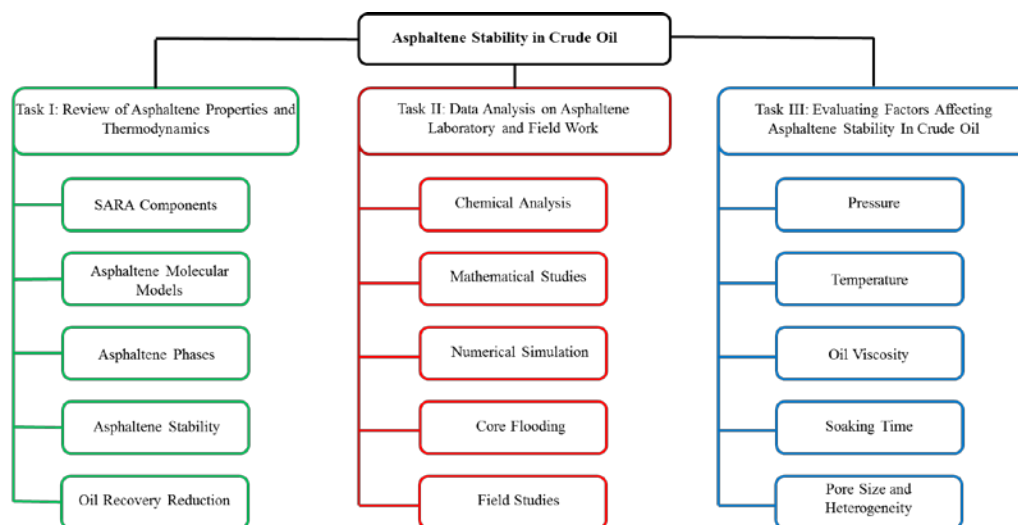 Asphaltene Stability in Crude Oil
Task I: Review of Asphaltene Properties and
Thermodynamics
SARA Components
Asphaltene Molecular
Models
Asphaltene Phases
Asphaltene Stability
Oil Recovery Reduction
Task II: Data Analysis on Asphaltene
Laboratory and Field Work
Chemical Analysis
Mathematical Studies
Numerical Simulation
Core Flooding
Field Studies
Task III: Evaluating Factors Affecting
Asphaltene Stability In Crude Oil
Pressure
Temperature
Oil Viscosity
Soaking Time
Pore Size and
Heterogeneity